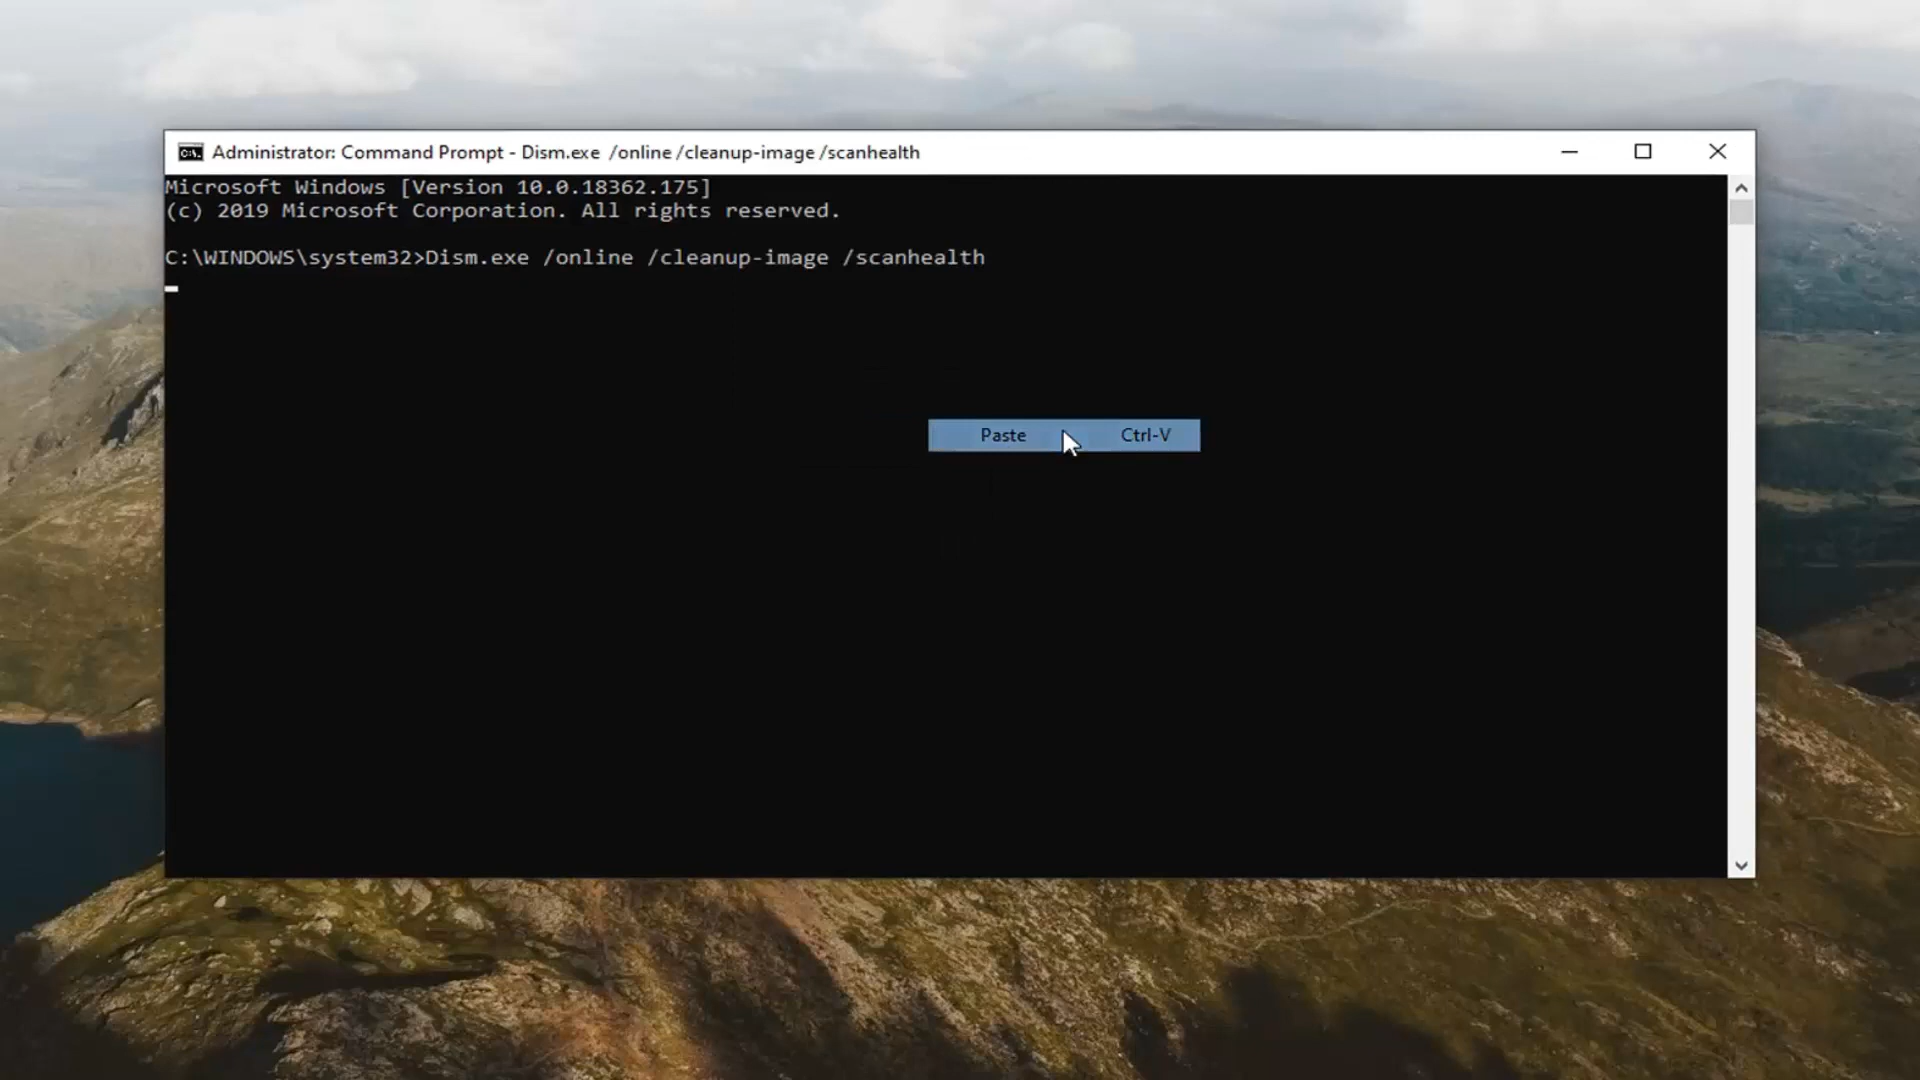 Administrator: Command Prompt - Dism.exe /online /cleanup-image /scanhealth
Microsoft Windows [Version 10.0.18362.175]
(c) 2019 Microsoft Corporation. All rights reserved.
C:\WINDOWS\system32>Dism.exe /online /cleanup-image /scanhealth
Paste Ctrl-V